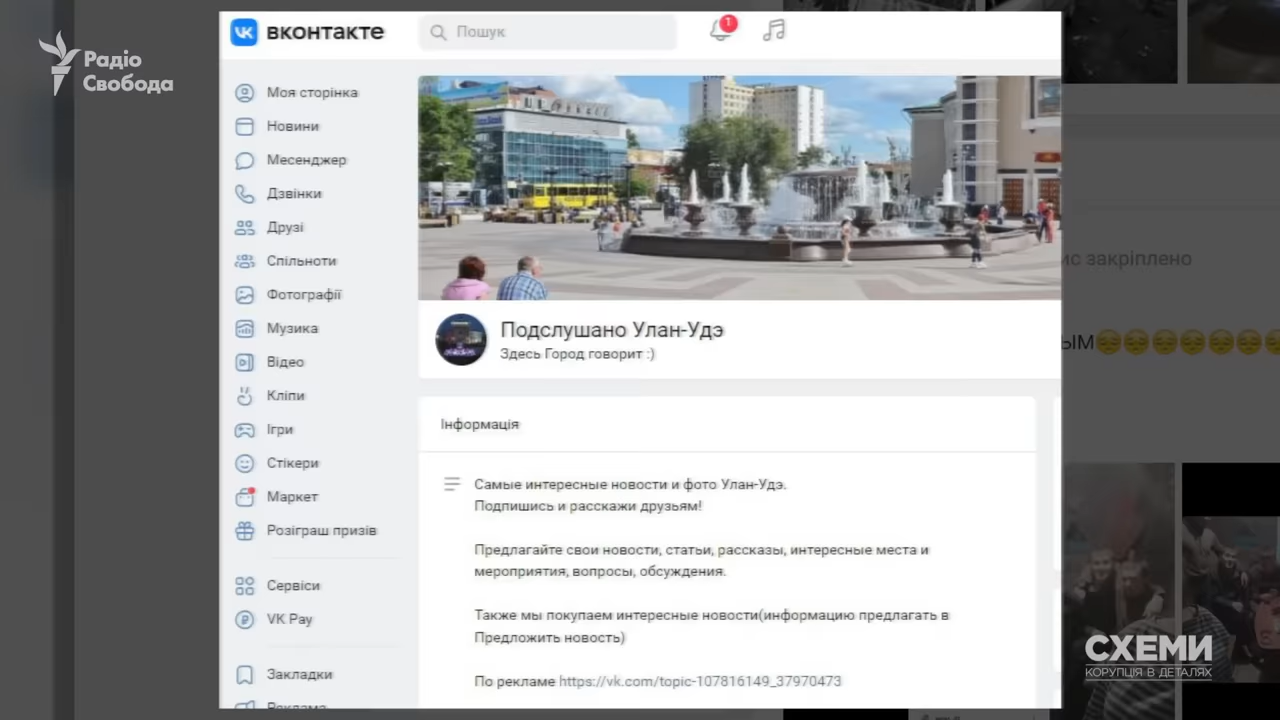 Радіо
Свобода
вконтакте
Пошук
1
Моя сторінка
Новини
Месенджер
Дзвінки
Друзі
Спільноти
Фотографії
Музика
Відео
Кліпи
Ігри
Стікери
Маркет
Розіграш призів
Сервіси
VK Pay
Закладки
Реклама
Подслушано Улан-Удэ
Здесь Город говорит :)
Інформація
Самые интересные новости и фото Улан-Удэ.
Подпишись и расскажи друзьям!
Предлагайте свои новости, статьи, рассказы, интересные места и
мероприятия, вопросы, обсуждения.
Также мы покупаем интересные новости(информацию предлагать в
Предложить новость)
По рекламе https://vk.com/topic-107816149_37970473
закріплено
СХЕМИ
КОРУПЦІЯ В ДЕТАЛЯХ